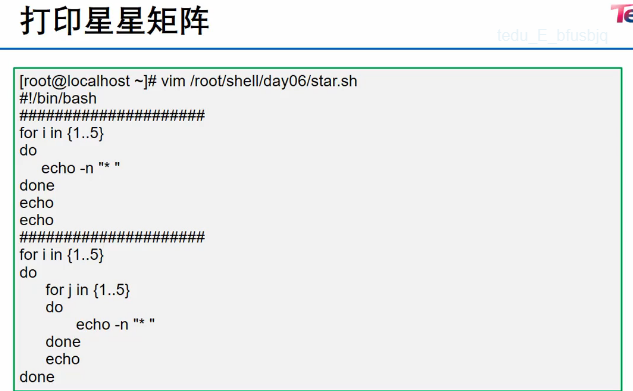 打印星星矩阵
Te
tedu_E_bfusbjq
[root@localhost ~]# vim /root/shell/day06/star.sh
#!/bin/bash
#####################
for i in {1..5}
do
echo -n "* "
done
echo
echo
#####################
for i in {1..5}
do
for j in {1..5}
do
echo -n "* "
done
echo
done